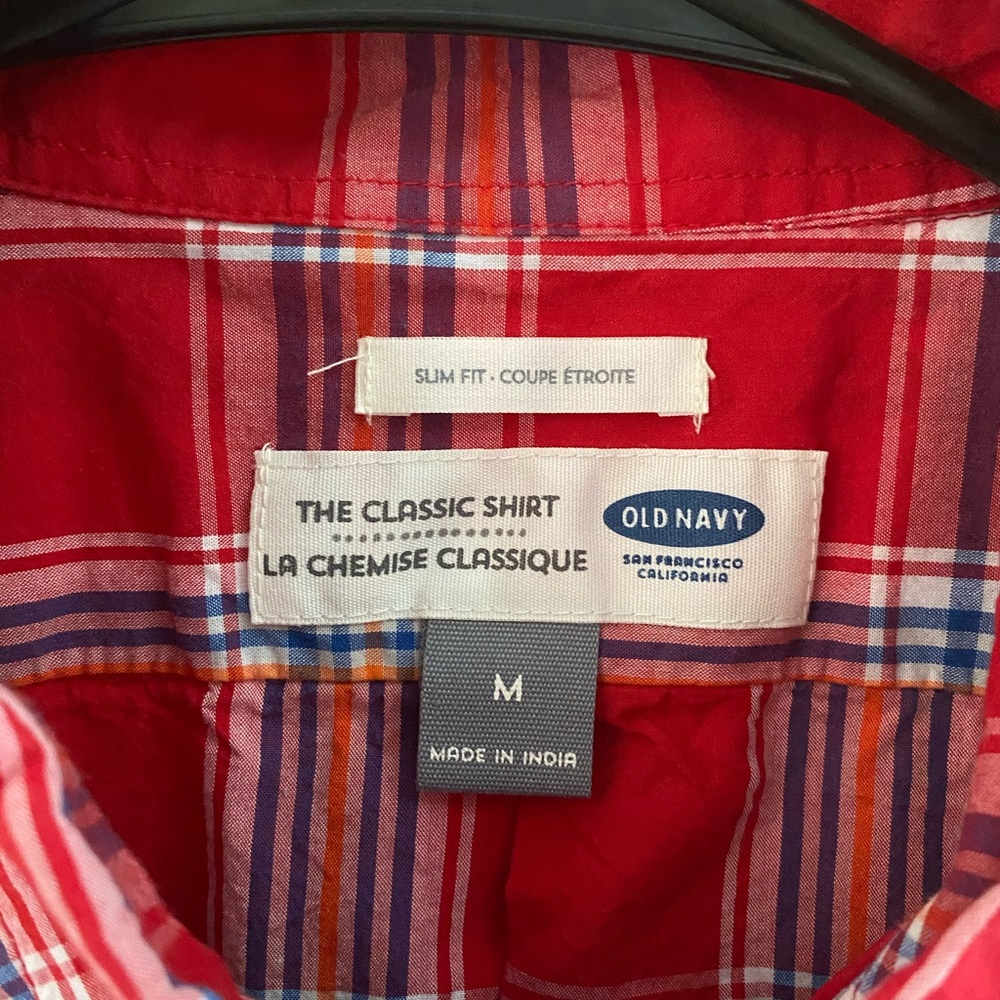 SLIM FIT • COUPE ÉTROITE
THE CLASSIC SHIRT
LA CHEMISE CLASSIQUE
OLD NAVY
SAN FRANCISCO
CALIFORNIA
M
MADE IN INDIA